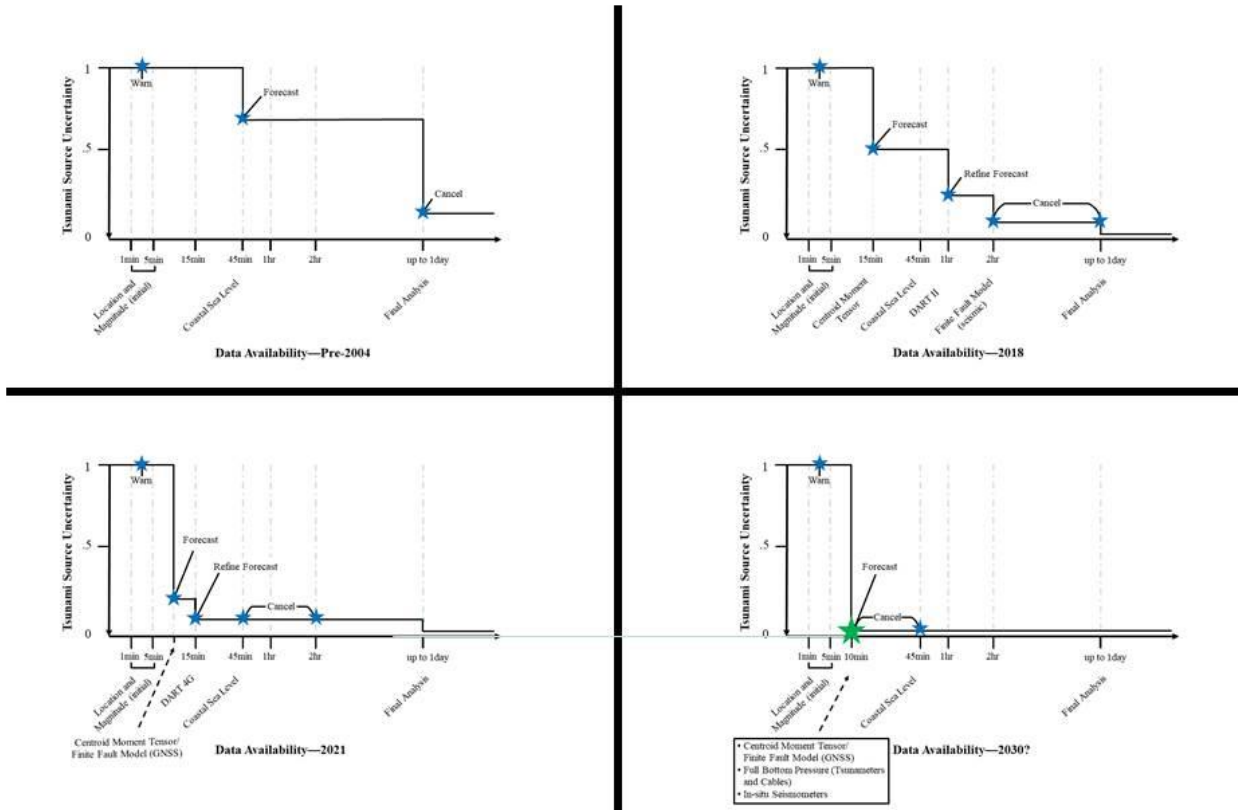 Tsunami Source Uncertainty
1
.5
0
Warn
Forecast
Cancel
1min
5min
15min
45min
1hr
2hr
up to 1day
Location and
Magnitude (initial)
Coastal Sea Level
Final Analysis
Data Availability—Pre-2004
Tsunami Source Uncertainty
1
.5
0
Warn
Forecast
Refine Forecast
Cancel
1min
5min
15min
45min
1hr
2hr
up to 1day
Location and
Magnitude (initial)
Centroid Moment
Tensor
Coastal Sea Level
DART II
Finite Fault Model
(seismic)
Final Analysis
Data Availability—2018
Tsunami Source Uncertainty
1
.5
0
Warn
Forecast
Refine Forecast
Cancel
1min
5min
15min
45min
1hr
2hr
up to 1day
Location and
Magnitude (initial)
DART 4G
Coastal Sea Level
Final Analysis
Centroid Moment Tensor/
Finite Fault Model (GNSS)
Data Availability—2021
Tsunami Source Uncertainty
1
.5
0
Warn
Forecast
Cancel
1min
5min
10min
45min
1hr
2hr
up to 1day
Location and
Magnitude (initial)
Coastal Sea Level
Final Analysis
Data Availability—2030?
• Centroid Moment Tensor/
Finite Fault Model (GNSS)
• Full Bottom Pressure (Tsunameters
and Cables)
• In-situ Seismometers